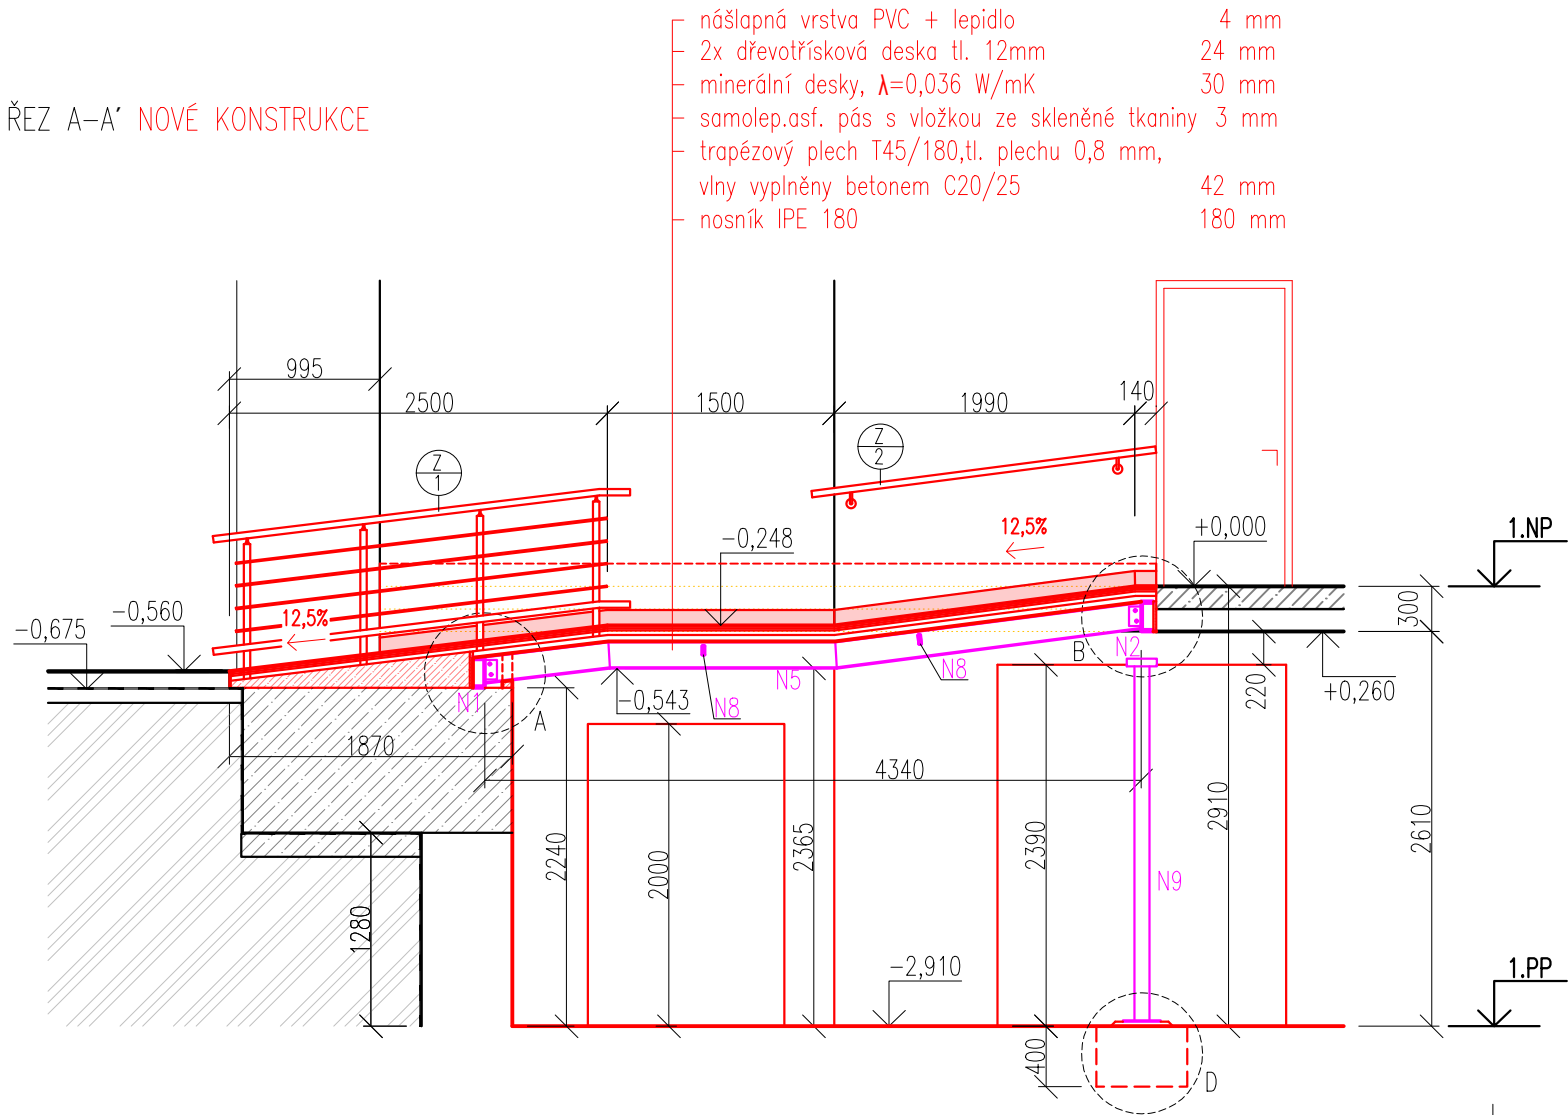 nášlapná vrstva PVC + lepidlo 4 mm
2x dřevotřísková deska tl. 12mm 24 mm
minerální desky, λ=0,036 W/mK 30 mm
samolep.asf. pás s vložkou ze skleněné tkaniny 3 mm
trapézový plech T45/180,tl. plechu 0,8 mm,
vlny vyplněny betonem C20/25 42 mm
nosník IPE 180 180 mm
ŘEZ A-A' NOVÉ KONSTRUKCE
995
2500
1500
1990
140
Z
1
Z
2
12,5%
-0,248
+0,000
1.NP
-0,560
-0,675
12,5%
300
N1
A
N8
-0,543
N5
N8
B
N2
220
+0,260
1870
4340
2240
2000
2365
2390
2910
2610
N9
1280
-2,910
1.PP
400
D